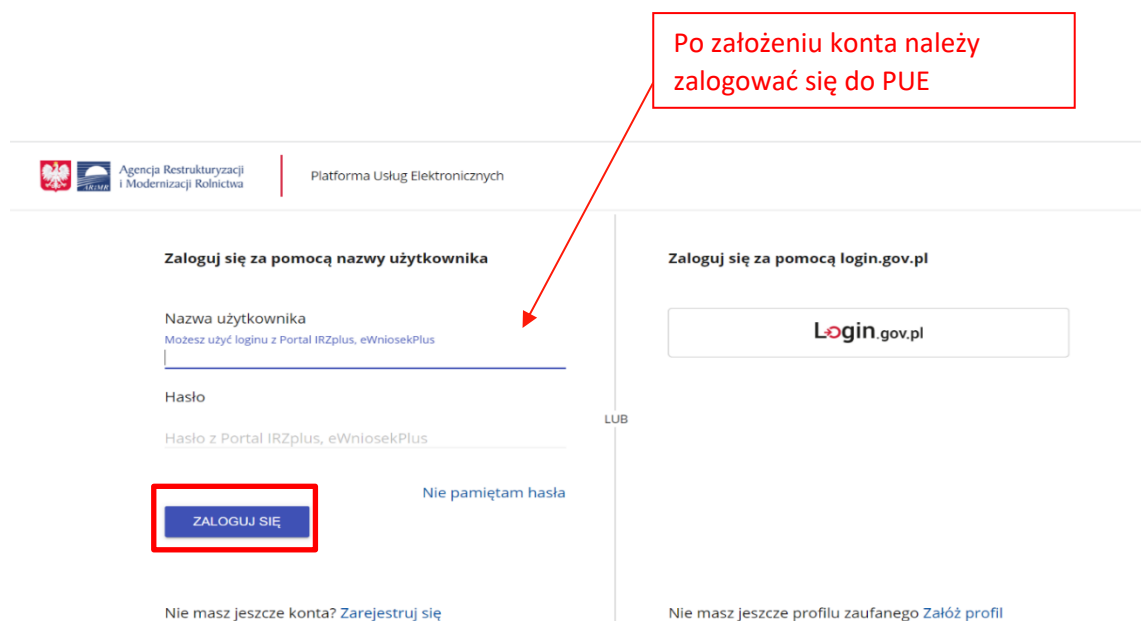 Po założeniu konta należy
zalogować się do PUE
ARiMR
Agencja Restrukturyzacji
i Modernizacji Rolnictwa
Platforma Usług Elektronicznych
Zaloguj się za pomocą nazwy użytkownika
Nazwa użytkownika
Możesz użyć loginu z Portal IRZplus, eWniosekPlus
Hasło
Hasło z Portal IRZplus, eWniosekPlus
Nie pamiętam hasła
ZALOGUJ SIĘ
Nie masz jeszcze konta? Zarejestruj się
LUB
Zaloguj się za pomocą login.gov.pl
Login.gov.pl
Nie masz jeszcze profilu zaufanego Załóż profil